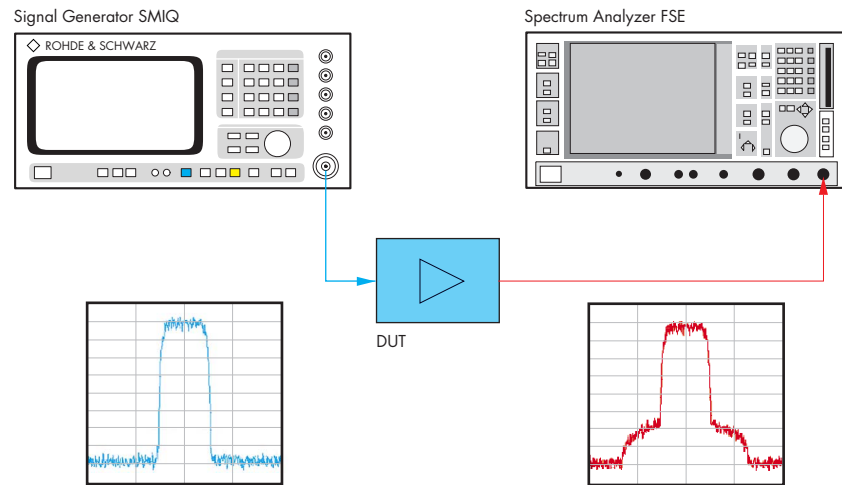 Signal Generator SMIQ
Spectrum Analyzer FSE
ROHDE & SCHWARZ
DUT